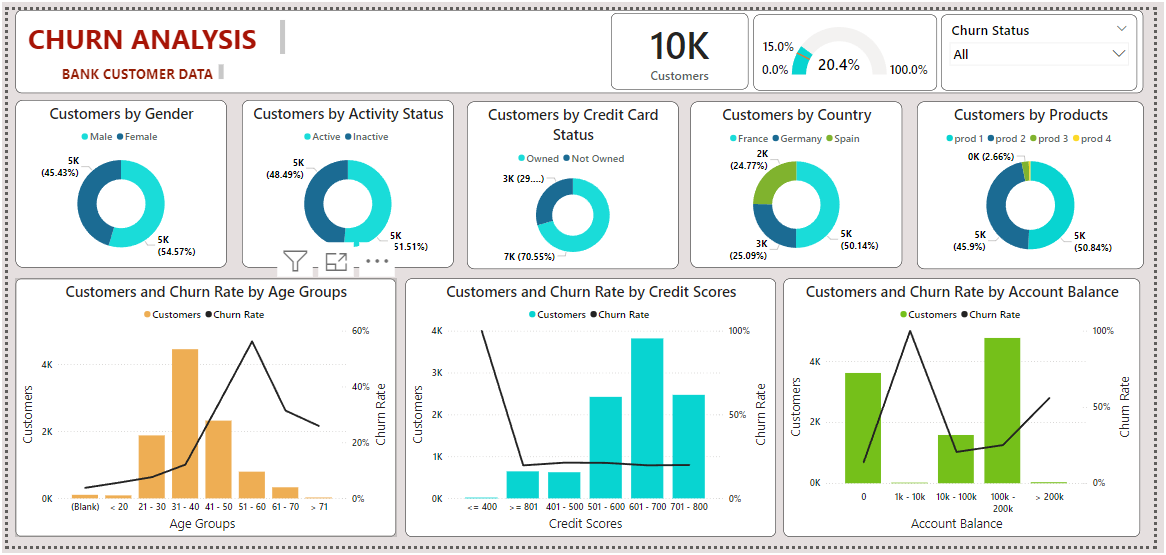 CHURN ANALYSIS
BANK CUSTOMER DATA
10K
Customers
15.0%
0.0%
20.4%
100.0%
Churn Status
All
Customers by Gender
Male Female
5K
(45.43%)
5K
(54.57%)
Customers by Activity Status
Active Inactive
5K
(48.49%)
5K
51.51%)
Customers by Credit Card
Status
Owned Not Owned
3K (29....)
7K (70.55%)
Customers by Country
France Germany Spain
2K
(24.77%)
3K
(25.09%)
5K
(50.14%)
Customers by Products
prod 1 prod 2 prod 3 prod 4
0K (2.66%)
5K
(45.9%)
5K
(50.84%)
Customers and Churn Rate by Age Groups
Customers Churn Rate
Customers
4K
2K
0K
60%
40%
20%
0%
Churn Rate
(Blank) < 20 21 - 30 31 - 40 41 - 50 51 - 60 61 - 70 > 71
Age Groups
Customers and Churn Rate by Credit Scores
Customers Churn Rate
Customers
4K
3K
2K
1K
0K
100%
50%
0%
Churn Rate
<= 400 >= 801 401 - 500 501 - 600 601 - 700 701 - 800
Credit Scores
Customers and Churn Rate by Account Balance
Customers Churn Rate
Customers
4K
2K
0K
100%
50%
0%
Churn Rate
0 1k - 10k 10k - 100k 100k - 200k > 200k
Account Balance